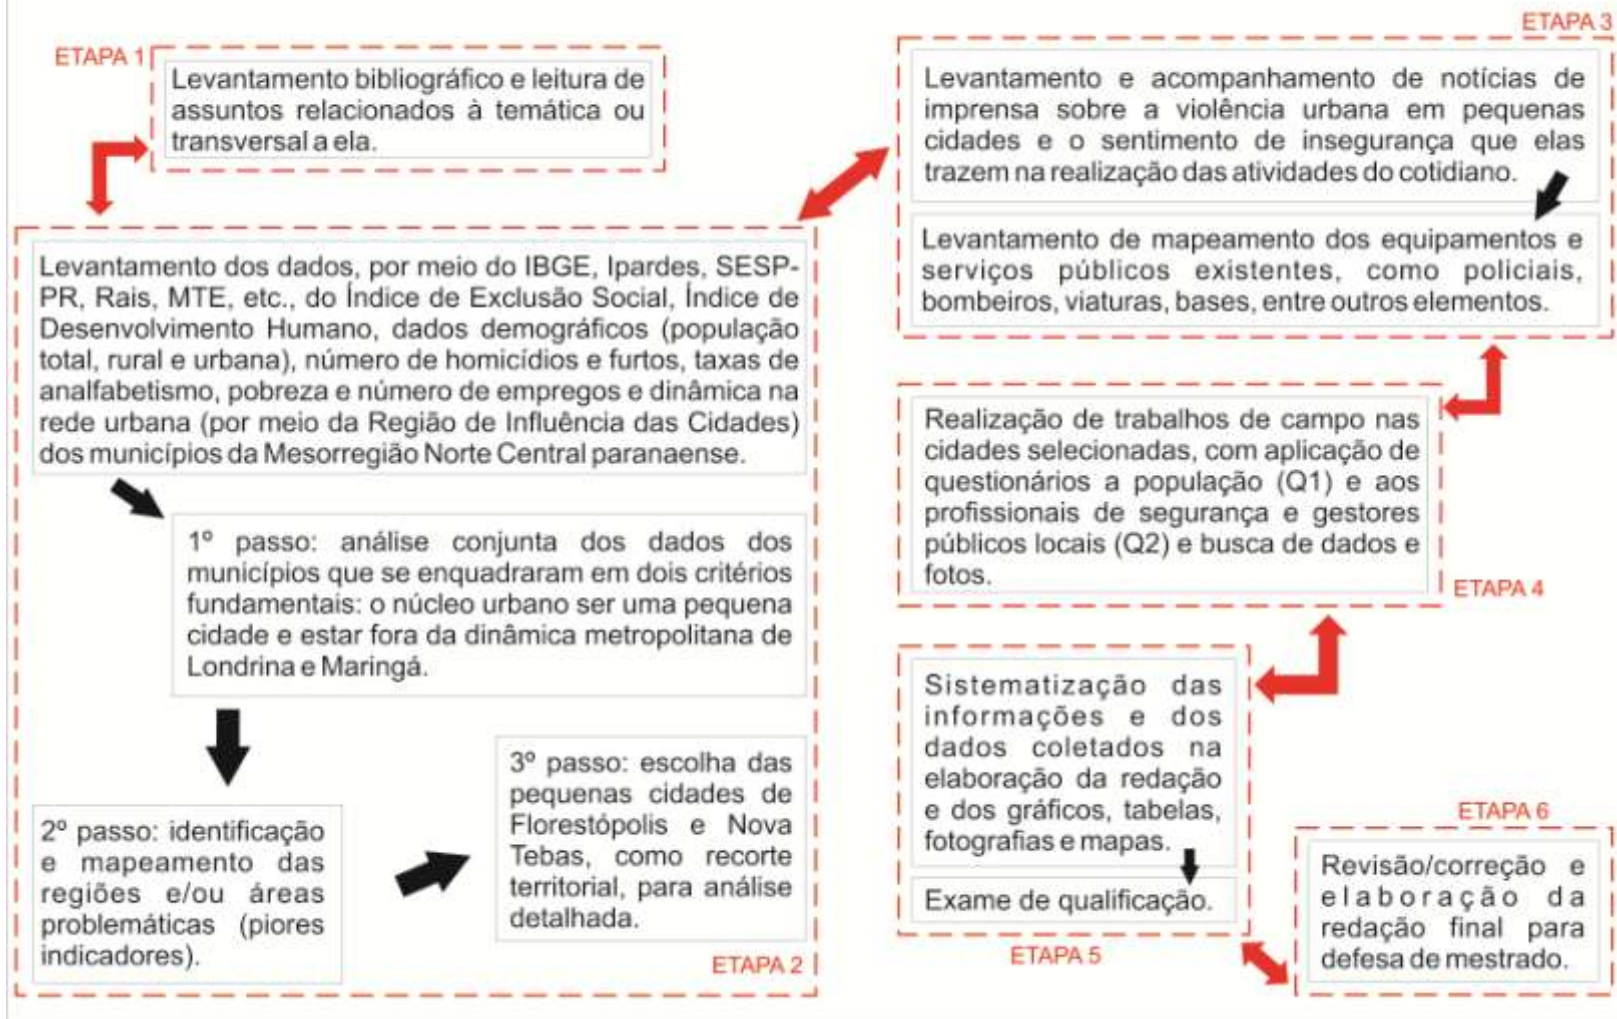 ETAPA 1
Levantamento bibliográfico e leitura de
assuntos relacionados à temática ou
transversal a ela.
Levantamento dos dados, por meio do IBGE, Ipardes, SESP-
PR, Rais, MTE, etc., do Índice de Exclusão Social, Índice de
Desenvolvimento Humano, dados demográficos (população
total, rural e urbana), número de homicídios e furtos, taxas de
analfabetismo, pobreza e número de empregos e dinâmica na
rede urbana (por meio da Região de Influência das Cidades)
dos municípios da Mesorregião Norte Central paranaense.
1º passo: análise conjunta dos dados dos
municípios que se enquadraram em dois critérios
fundamentais: o núcleo urbano ser uma pequena
cidade e estar fora da dinâmica metropolitana de
Londrina e Maringá.
2º passo: identificação
e mapeamento das
regiões e/ou áreas
problemáticas (piores
indicadores).
3º passo: escolha das
pequenas cidades de
Florestópolis e Nova
Tebas, como recorte
territorial, para análise
detalhada.
ETAPA 2
ETAPA 3
Levantamento e acompanhamento de notícias de
imprensa sobre a violência urbana em pequenas
cidades e o sentimento de insegurança que elas
trazem na realização das atividades do cotidiano.
Levantamento de mapeamento dos equipamentos e
serviços públicos existentes, como policiais,
bombeiros, viaturas, bases, entre outros elementos.
Realização de trabalhos de campo nas
cidades selecionadas, com aplicação de
questionários a população (Q1) e aos
profissionais de segurança e gestores
públicos locais (Q2) e busca de dados e
fotos.
ETAPA 4
Sistematização das
informações e dos
dados coletados na
elaboração da redação
e dos gráficos, tabelas,
fotografias e mapas.
Exame de qualificação.
ETAPA 5
ETAPA 6
Revisão/correção e
elaboração da
redação final para
defesa de mestrado.